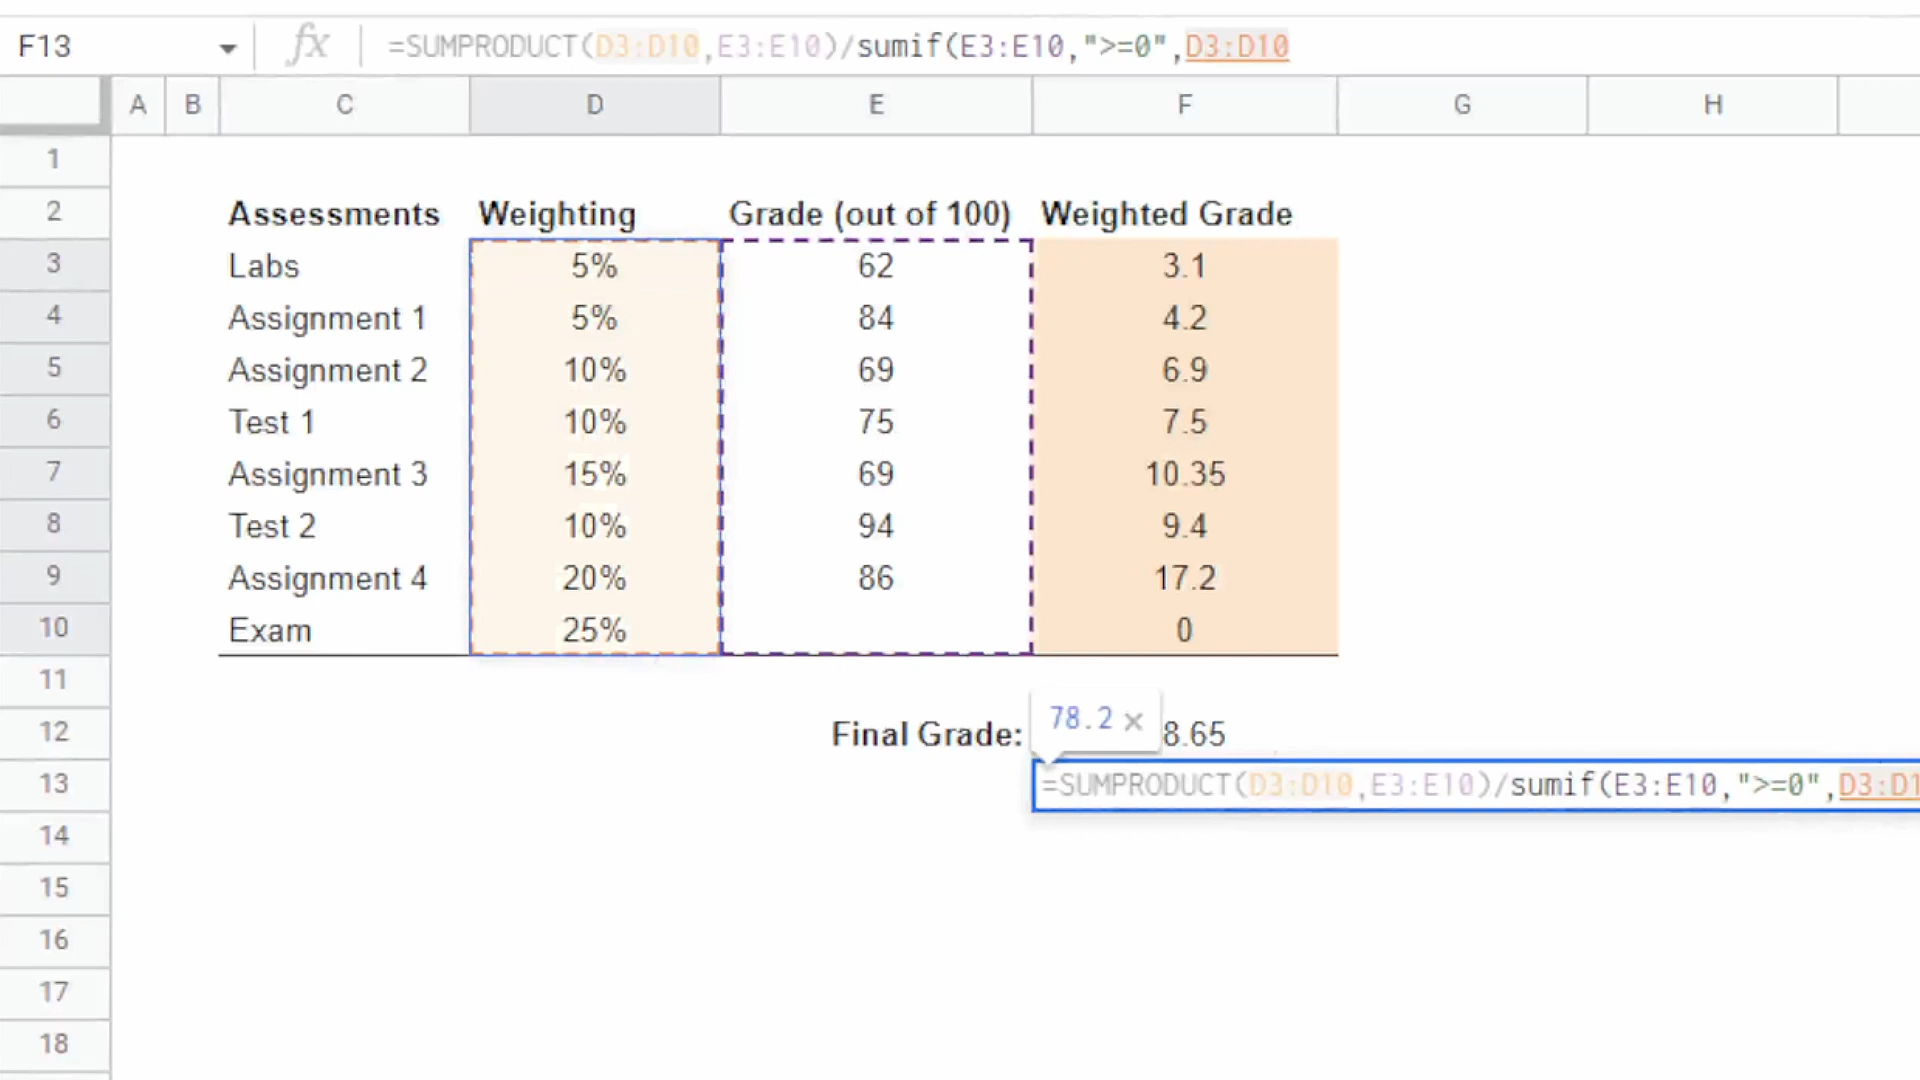 F13 fx =SUMPRODUCT(D3:D10,E3:E10)/sumif(E3:E10,">=0",D3:D10
A B C D E F G H
1
2 Assessments Weighting Grade (out of 100) Weighted Grade
3 Labs 5% 62 3.1
4 Assignment 1 5% 84 4.2
5 Assignment 2 10% 69 6.9
6 Test 1 10% 75 7.5
7 Assignment 3 15% 69 10.35
8 Test 2 10% 94 9.4
9 Assignment 4 20% 86 17.2
10 Exam 25% 0
11
78.2 ×
12 Final Grade: 8.65
13 =SUMPRODUCT(D3:D10,E3:E10)/sumif(E3:E10,">=0",D3:D1
14
15
16
17
18